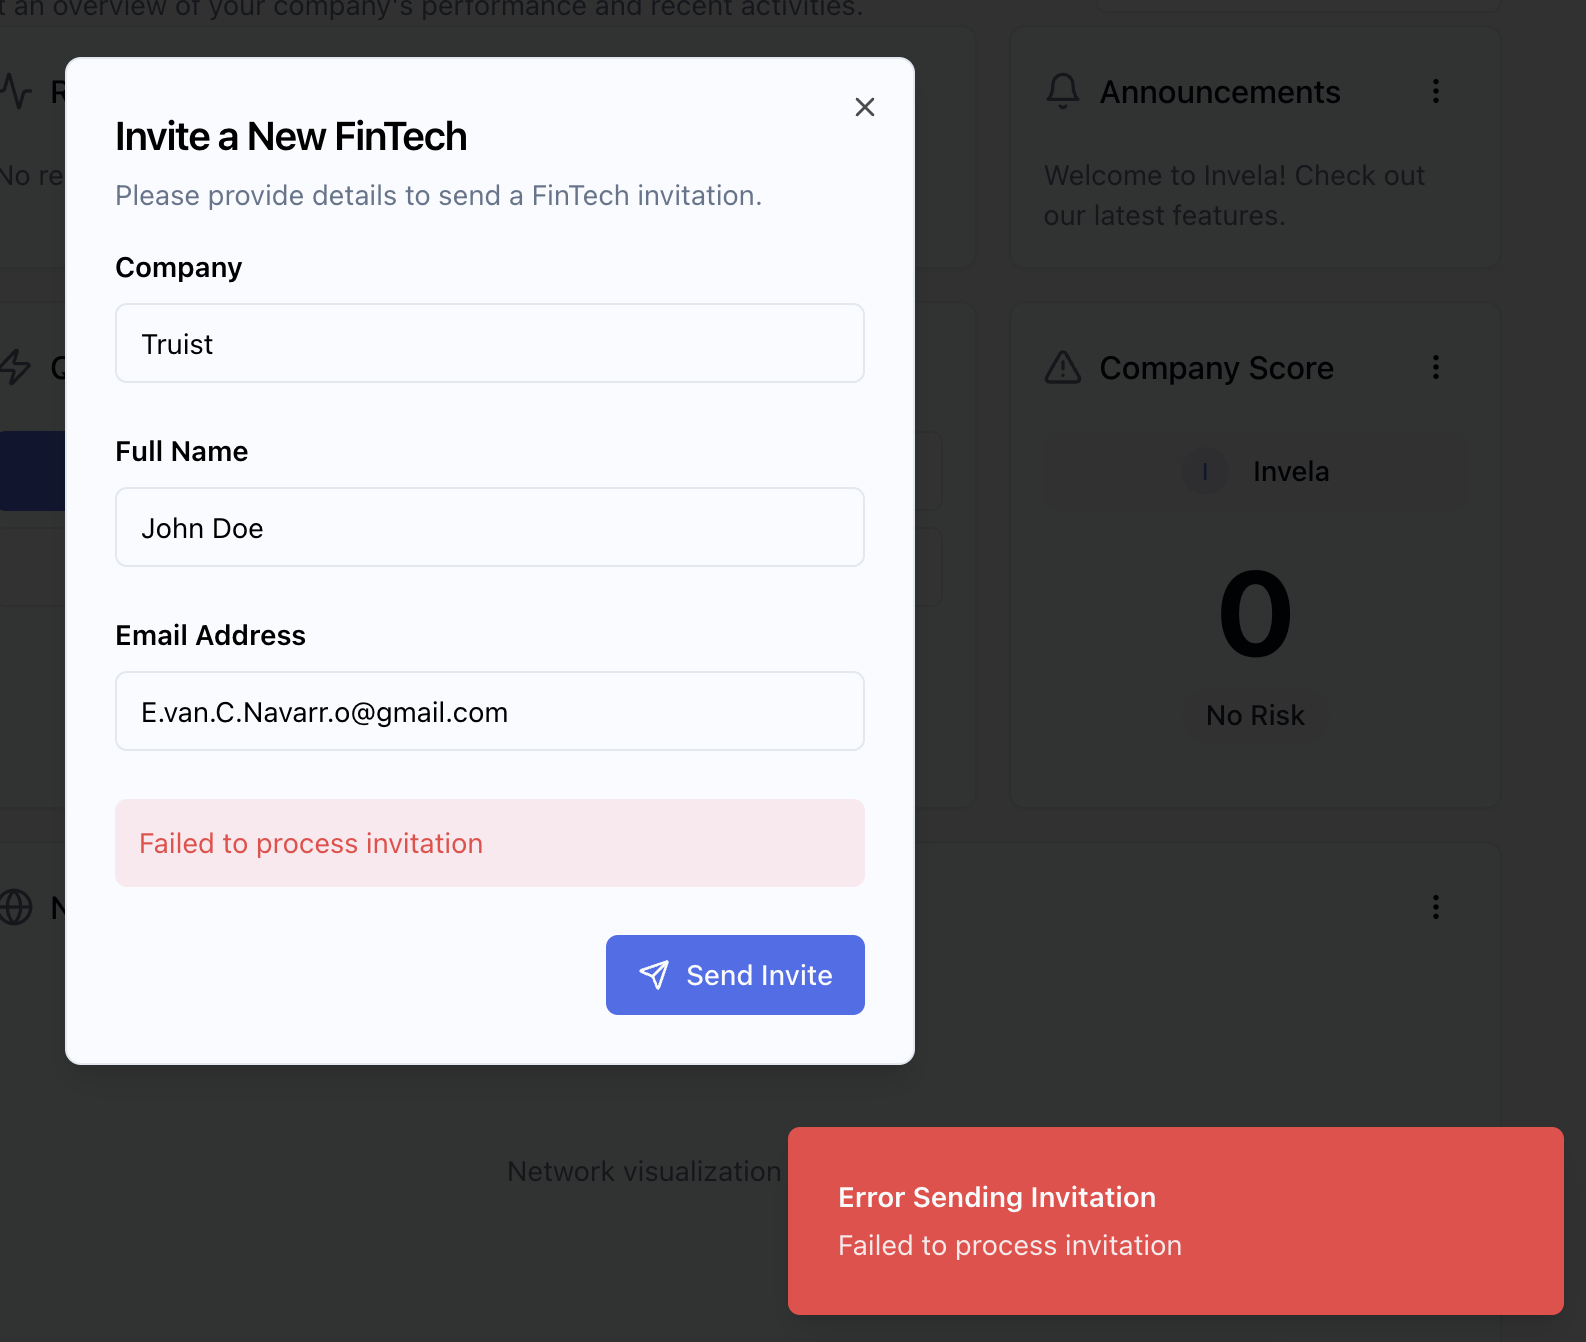 t an overview of your company's performance and recent activities.
Invite a New FinTech
Please provide details to send a FinTech invitation.
Company
Truist
Full Name
John Doe
Email Address
E.van.C.Navarr.o@gmail.com
Failed to process invitation
Send Invite
No re
Announcements
Welcome to Invela! Check out
our latest features.
Company Score
I Invela
0
No Risk
Network visualization
Error Sending Invitation
Failed to process invitation